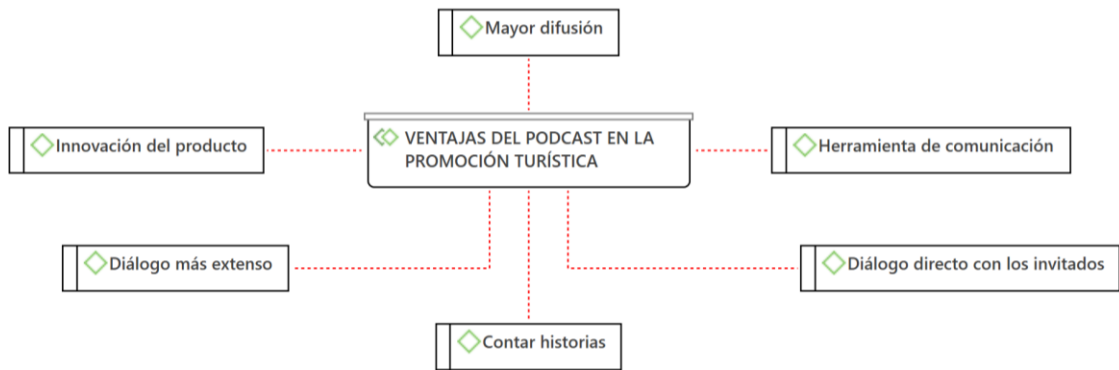 Mayor difusión
Innovación del producto
VENTAJAS DEL PODCAST EN LA
PROMOCIÓN TURÍSTICA
Herramienta de comunicación
Diálogo más extenso
Diálogo directo con los invitados
Contar historias